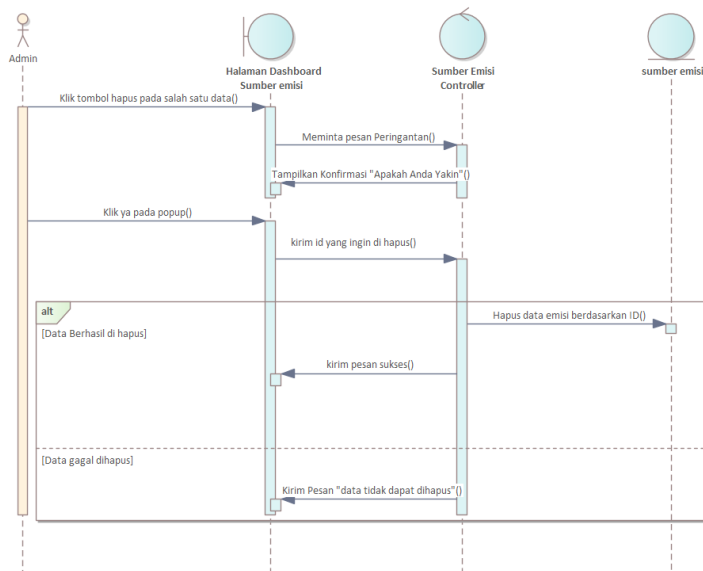 Admin
Halaman Dashboard
Sumber emisi
Sumber Emisi
Controller
sumber emisi
Klik tombol hapus pada salah satu data()
Meminta pesan Peringantan()
Tampilkan Konfirmasi "Apakah Anda Yakin"()
Klik ya pada popup()
kirim id yang ingin di hapus()
alt
Hapus data emisi berdasarkan ID()
[Data Berhasil di hapus]
kirim pesan sukses()
[Data gagal dihapus]
Kirim Pesan "data tidak dapat dihapus"()